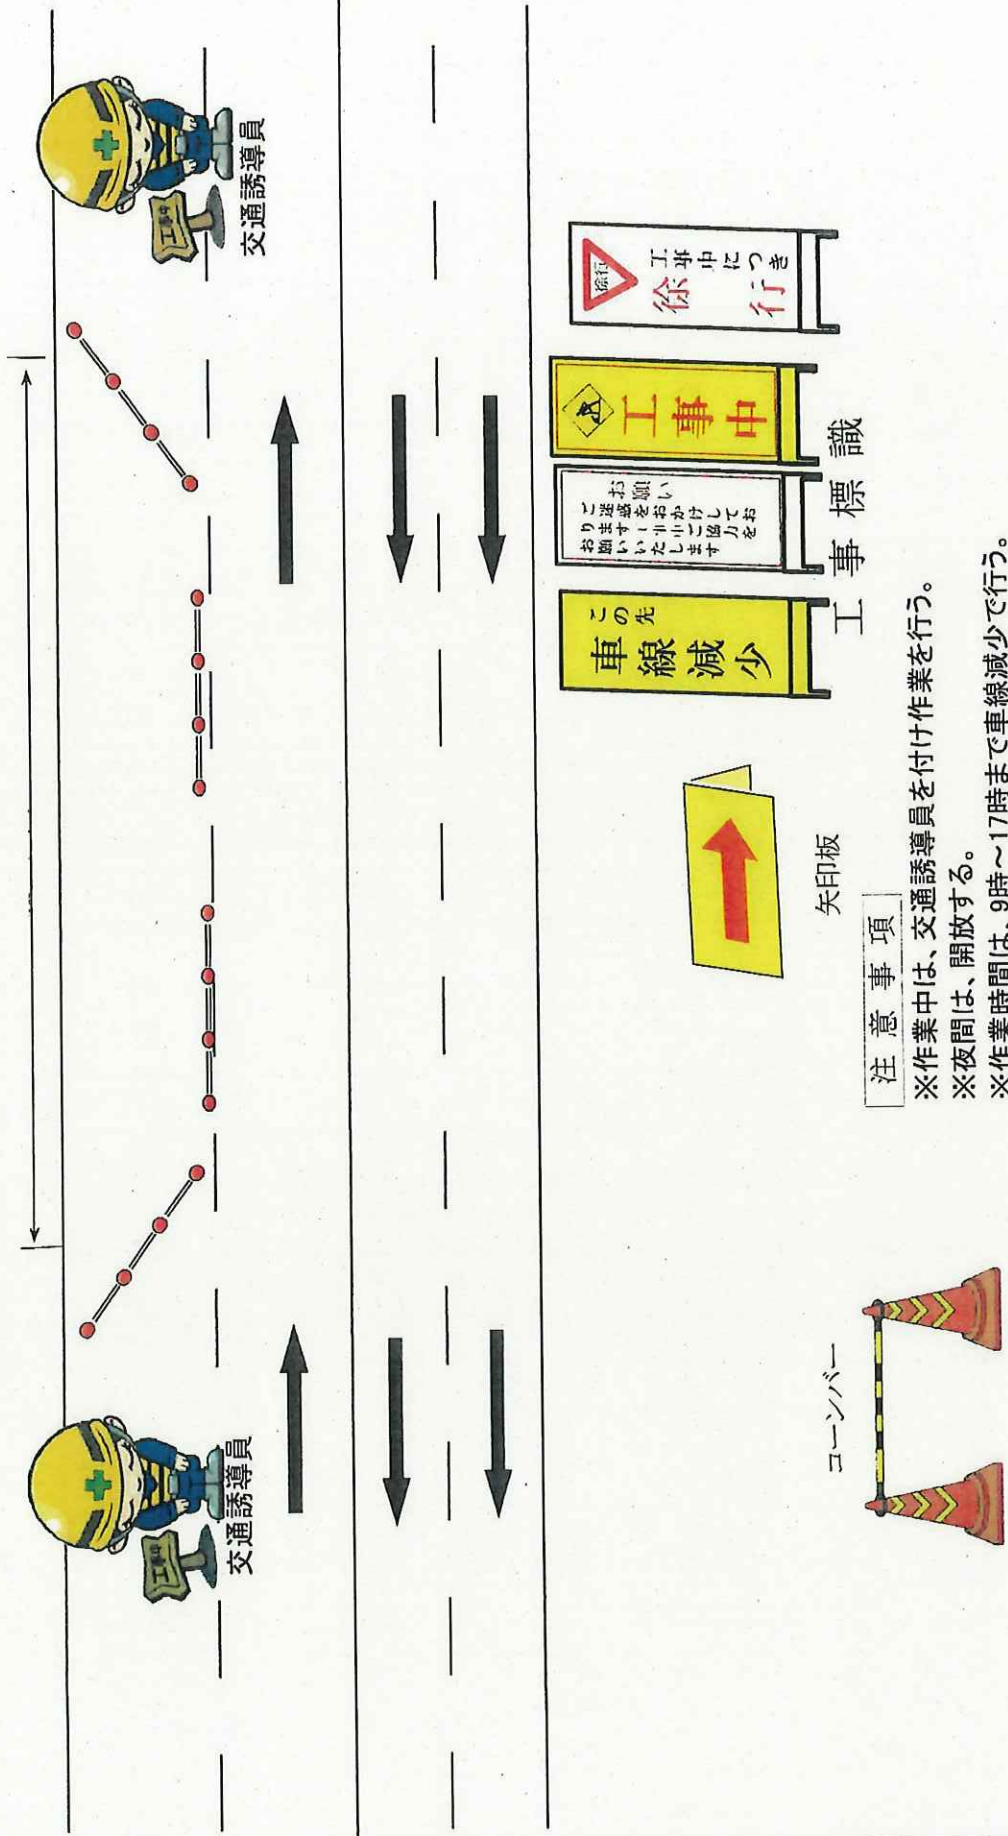 交通誘導員
工事中
交通誘導員
工事中
コーンバー
矢印板
この先
車線減少
お願い
ご迷惑をおかけしてお
ります
ご協力を
お願いいたします
工事中
徐行
工事中につき
徐行
工事標識
注意事項
※作業中は、交通誘導員を付け作業を行う。
※夜間は、開放する。
※作業時間は、9時～17時まで車線減少で行う。